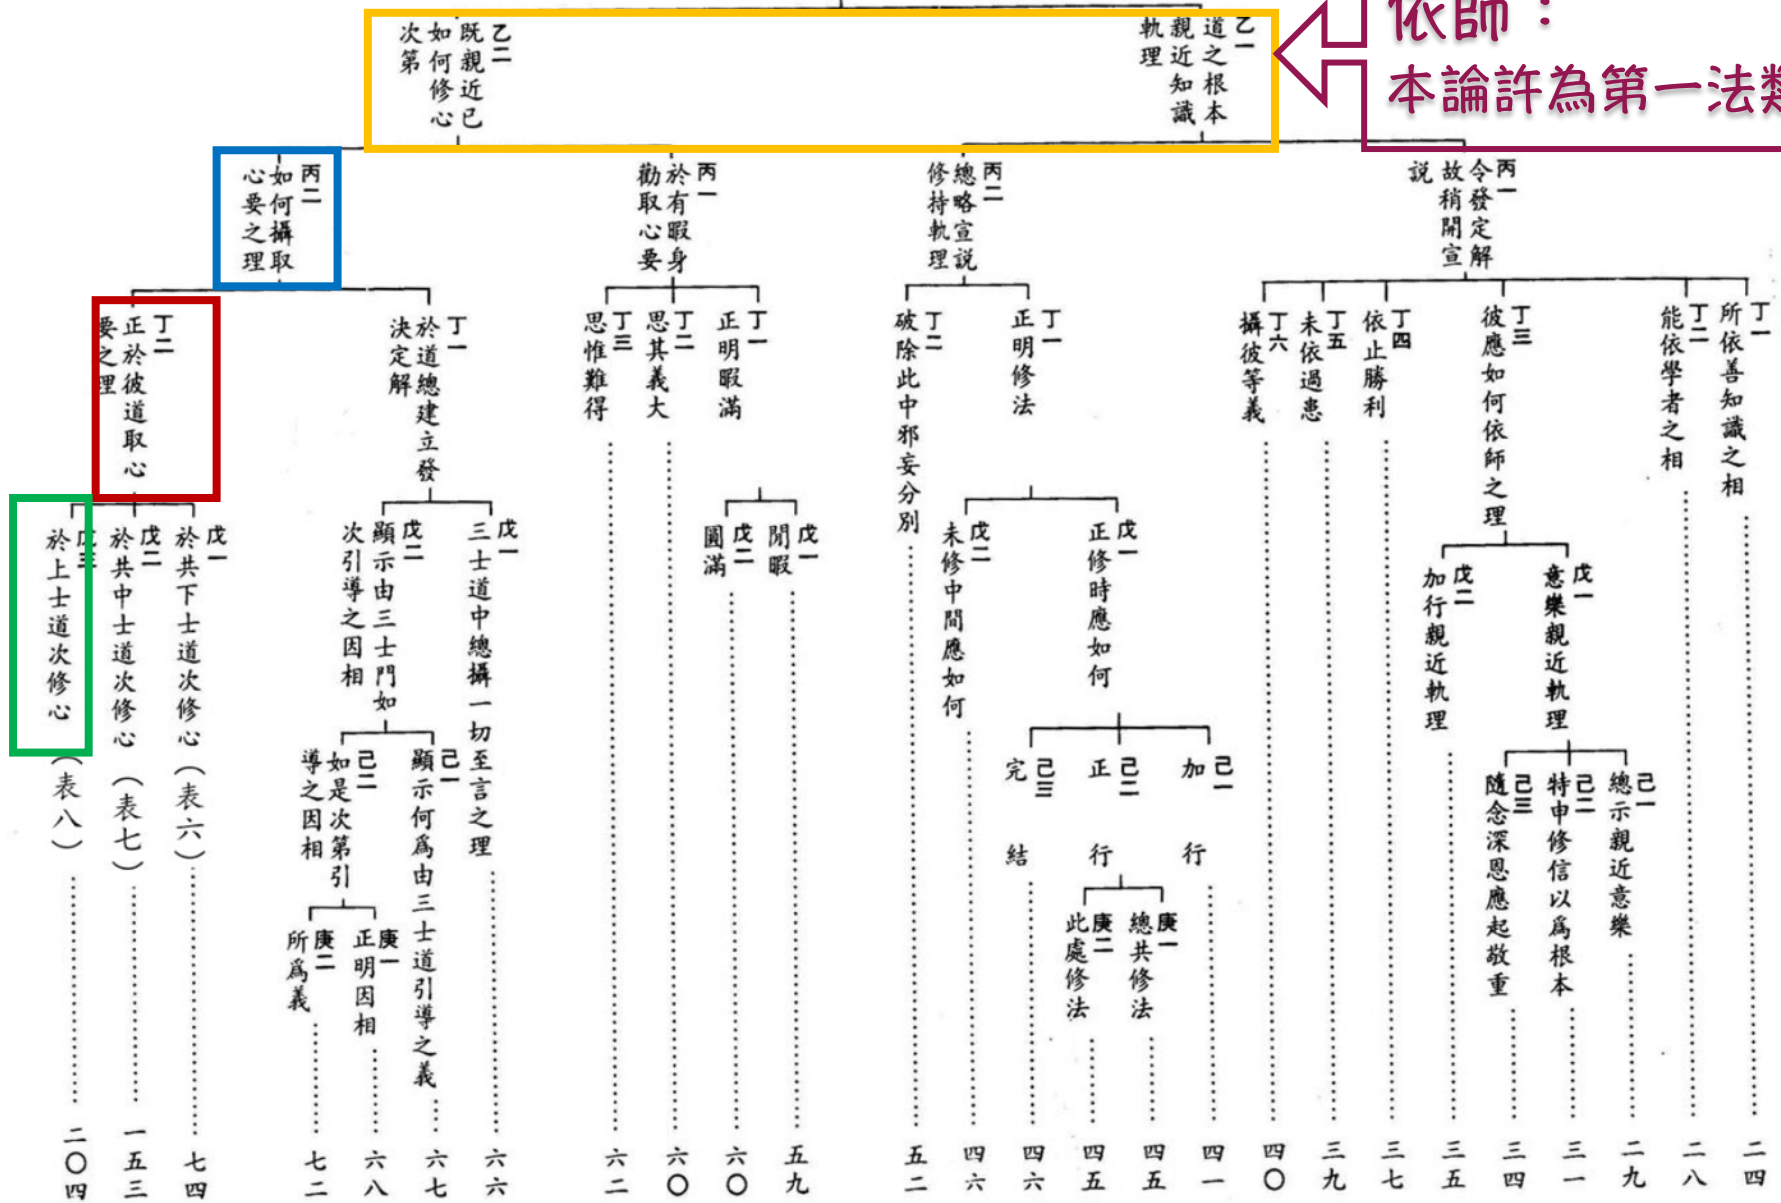 依師：
本論許為第一法類
乙一
道之根本
親近知識
軌理
乙二
既親近已
如何修心
次第
丙一
令發定解
故稍開宣
説
丙二
總略宣説
修持軌理
丙一
於有暇身
勸取心要
丙二
如何攝取
心要之理
丁一
所依善知識之相
丁二
能依學者之相
丁三
彼應如何依師之理
丁四
依止勝利
丁五
未依過患
丁六
攝彼等義
丁一
正明修法
丁二
破除此中邪妄分別
丁一
正明暇滿
丁二
思其義大
丁三
思惟難得
丁一
於道總建立發
決定解
丁二
正於彼道取心
要之理
戊一
意樂親近軌理
戊二
加行親近軌理
戊一
正修時應如何
戊二
未修中間應如何
戊一
閒暇
戊二
圓滿
戊一
三士道中總攝一切至言之理
戊二
顯示由三士門如
次引導之因相
戊一
於共下士道次修心（表六）
戊二
於共中士道次修心（表七）
戊三
於上士道次修心（表八）
己一
總示親近意樂
己二
特申修信以爲根本
己三
隨念深恩應起敬重
己一
加行
己二
正行
己三
完結
己一
顯示何爲由三士道引導之義
己二
如是次第引
導之因相
庚一
總共修法
庚二
此處修法
庚一
正明因相
庚二
所爲義
二四
二八
二九
三一
三四
三五
三七
三九
四〇
四一
四五
四五
四六
五二
五九
六〇
六〇
六二
六六
六七
六八
七二
七四
一五三
二〇四